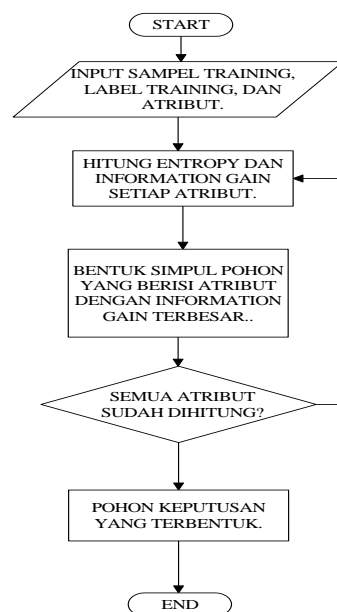 START
INPUT SAMPEL TRAINING,
LABEL TRAINING, DAN
ATRIBUT.
HITUNG ENTROPY DAN
INFORMATION GAIN
SETIAP ATRIBUT.
BENTUK SIMPUL POHON
YANG BERISI ATRIBUT
DENGAN INFORMATION
GAIN TERBESAR..
SEMUA ATRIBUT
SUDAH DIHITUNG?
POHON KEPUTUSAN
YANG TERBENTUK.
END